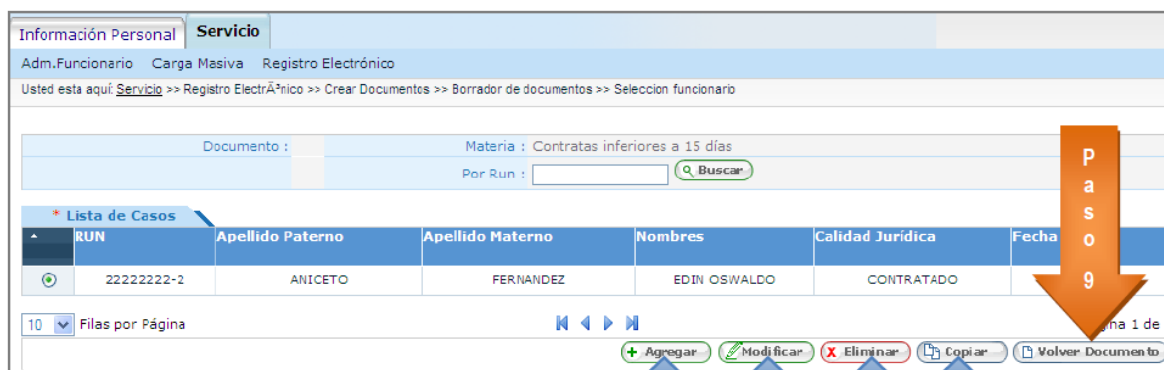 Información Personal Servicio
Adm.Funcionario Carga Masiva Registro Electrónico
Usted esta aquí: Servicio >> Registro ElectrÃ³nico >> Crear Documentos >> Borrador de documentos >> Seleccion funcionario
Documento : Materia : Contratas inferiores a 15 días
Por Run : Buscar
* Lista de Casos
RUN Apellido Paterno Apellido Materno Nombres Calidad Jurídica Fecha
22222222-2 ANICETO FERNANDEZ EDIN OSWALDO CONTRATADO
10 Filas por Página 1 de
Agregar Modificar Eliminar Copiar Volver Documento
Paso 9